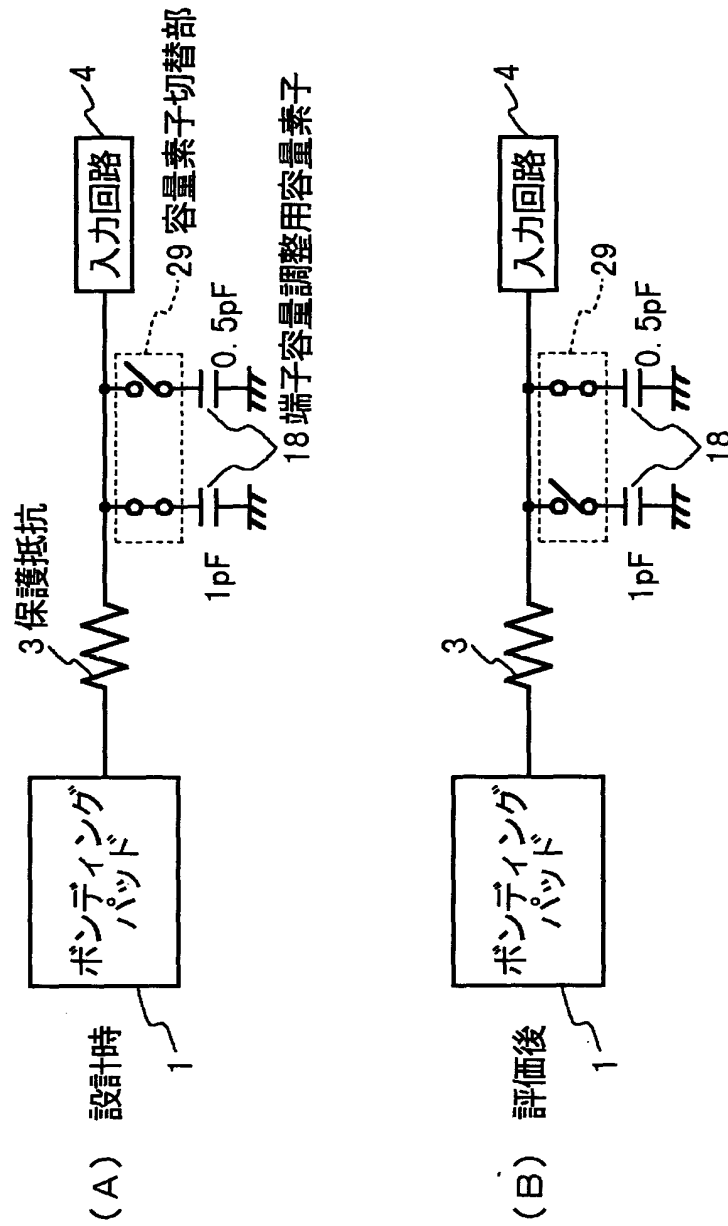 (A) 設計時
1
ボンディング
パッド
3 保護抵抗
1pF
0.5pF
18 端子容量調整用容量素子
29 容量素子切替部
入力回路
4
(B) 評価後
1
ボンディング
パッド
3
1pF
0.5pF
18
29
入力回路
4